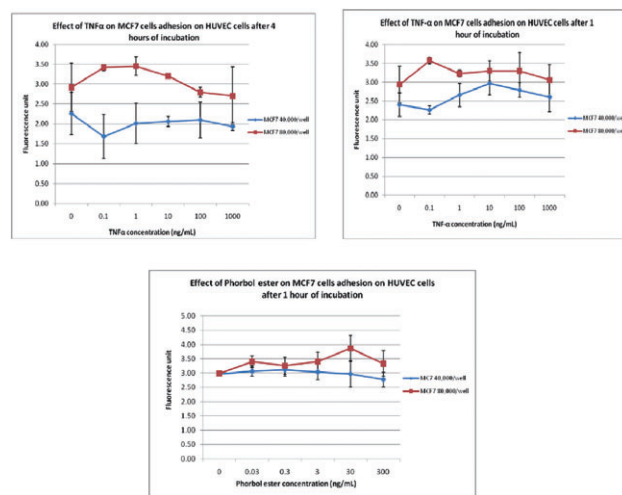 Effect of TNFα on MCF7 cells adhesion on HUVEC cells after 4
hours of incubation
Fluorescence unit
4.00
3.50
3.00
2.50
2.00
1.50
1.00
0.50
0.00
0 0.1 1 10 100 1000
TNFα concentration (ng/mL)
MCF7 40,000/well
MCF7 80,000/well
Effect of TNF-α on MCF7 cells adhesion on HUVEC cells after 1
hour of incubation
Fluorescence unit
4.00
3.50
3.00
2.50
2.00
1.50
1.00
0.50
0.00
0 0.1 1 10 100 1000
TNF-α concentration (ng/mL)
MCF7 40,000/well
MCF7 80,000/well
Effect of Phorbol ester on MCF7 cells adhesion on HUVEC cells
after 1 hour of incubation
Fluorescence unit
5.00
4.50
4.00
3.50
3.00
2.50
2.00
1.50
1.00
0.50
0.00
0 0.03 0.3 3 30 300
Phorbol ester concentration (ng/mL)
MC7 40,000/well
MCF7 80,000/well